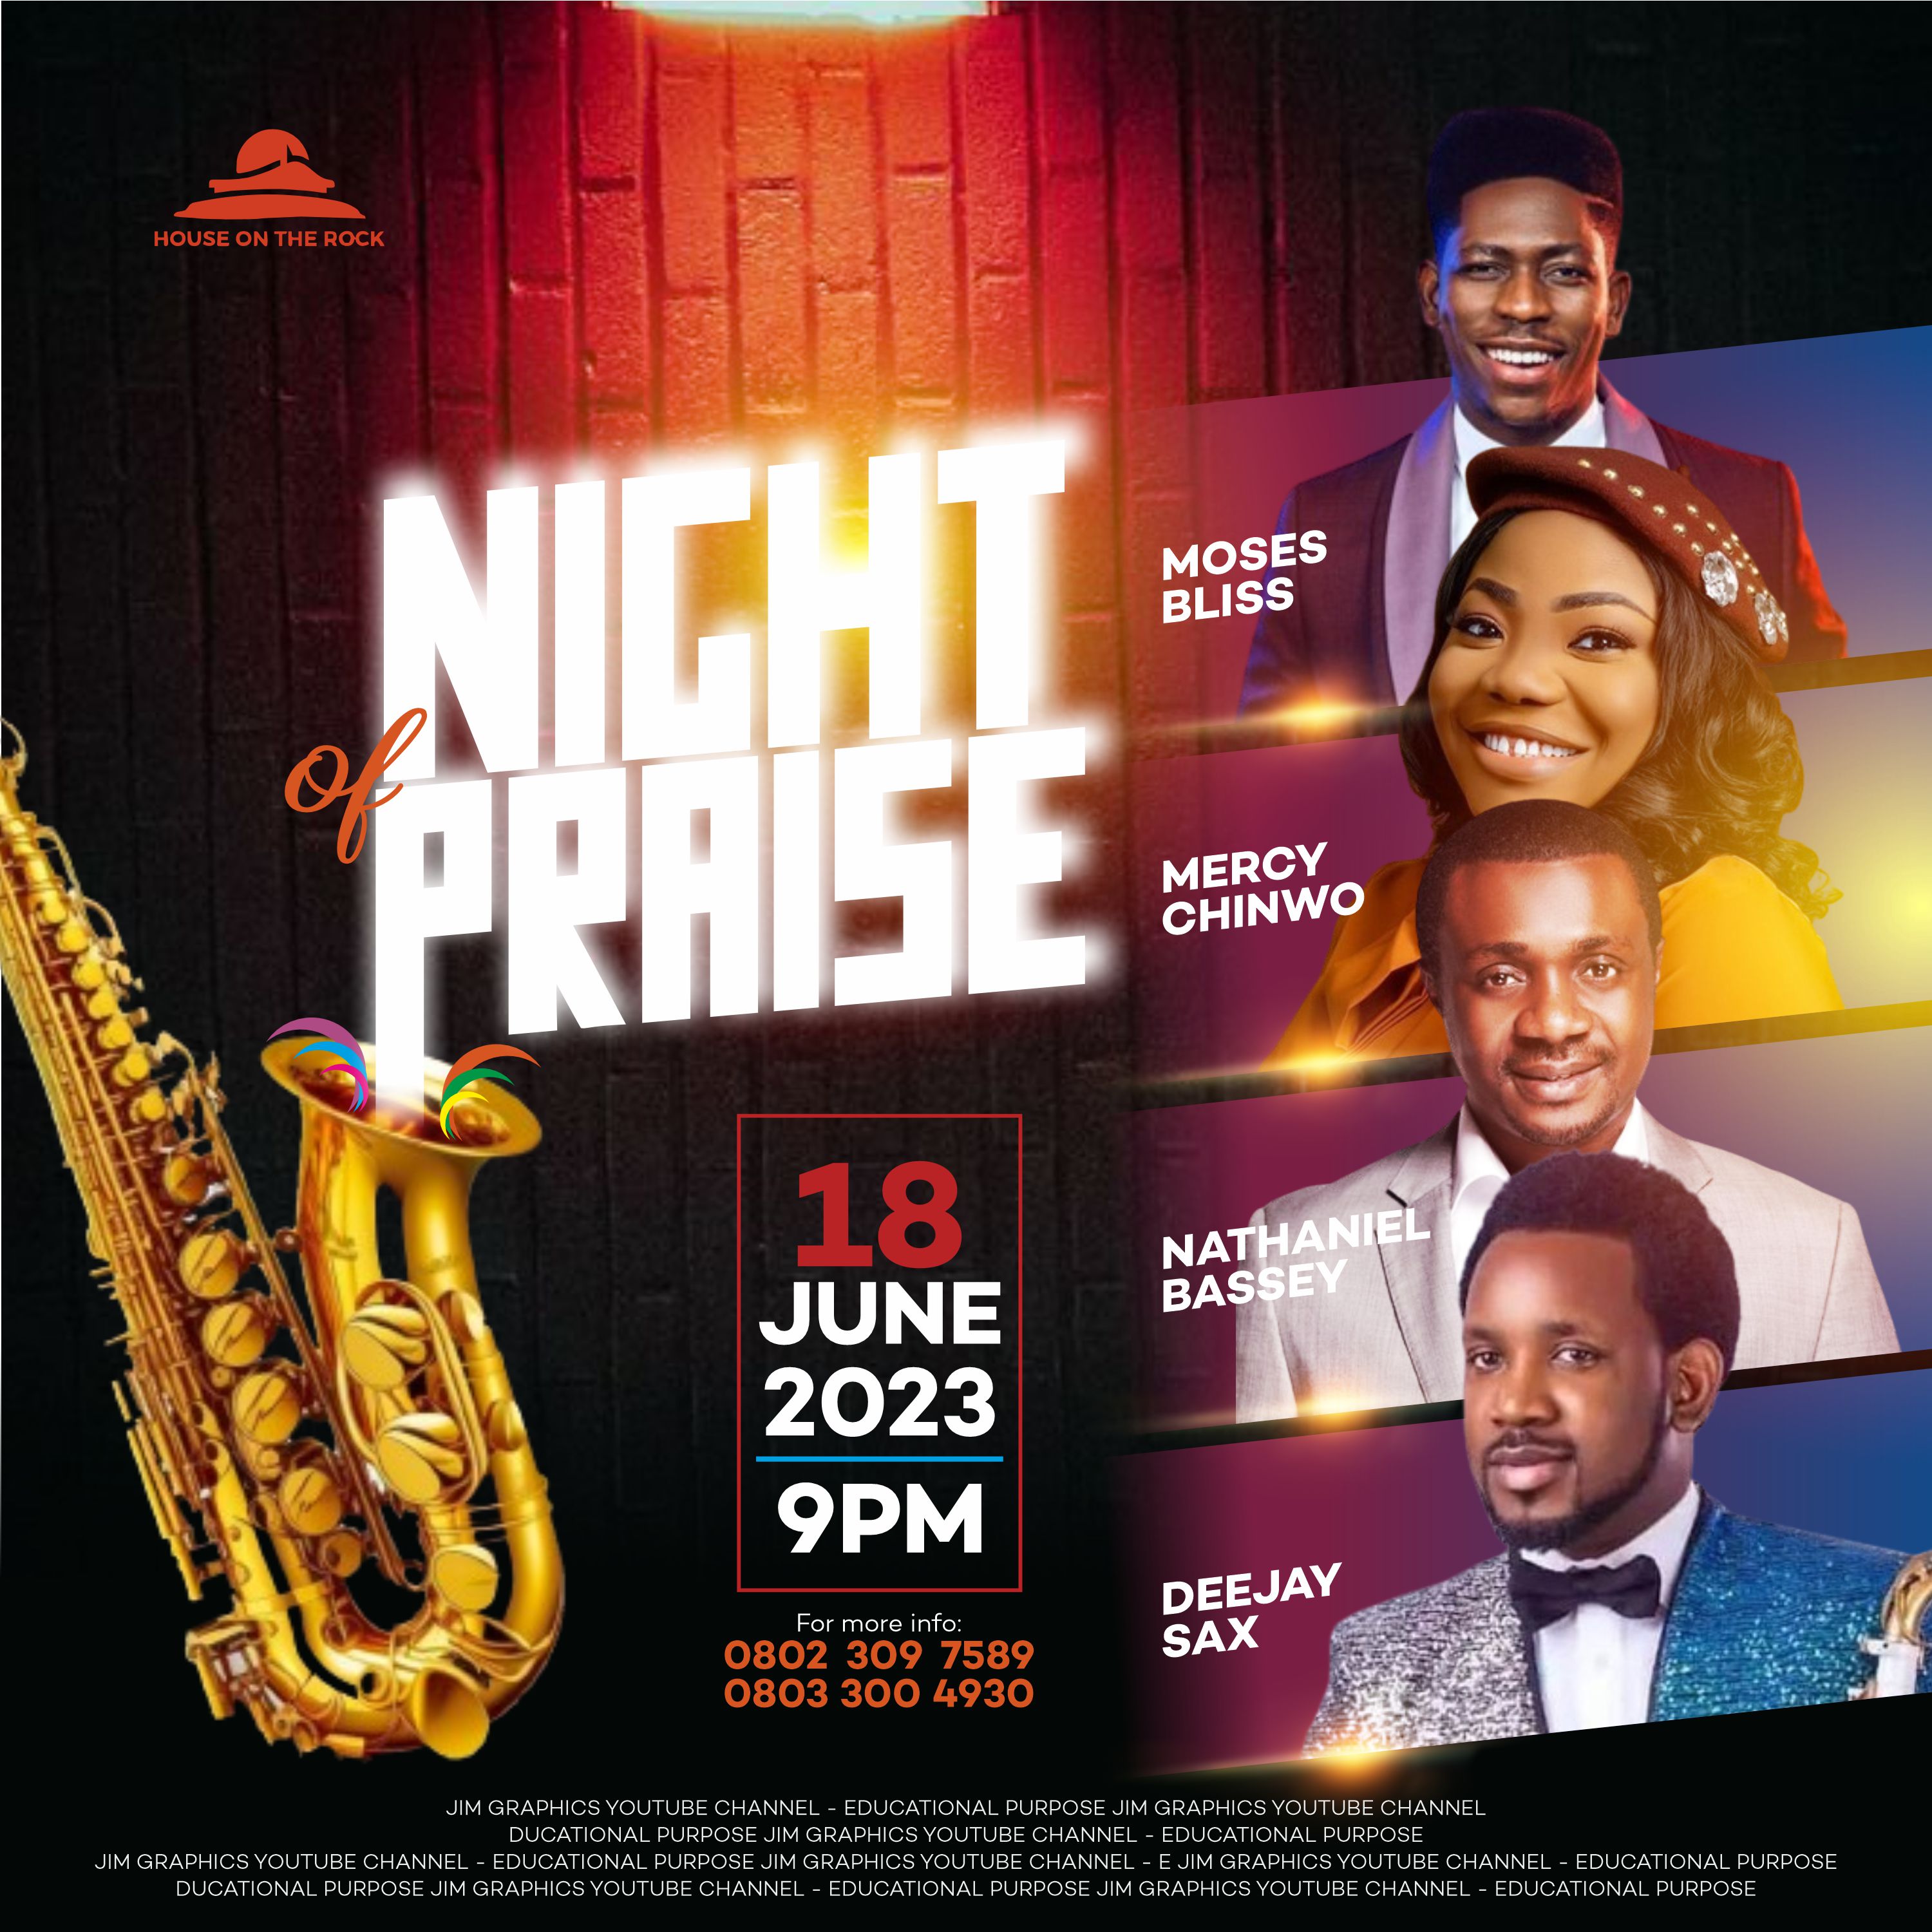 HOUSE ON THE ROCK
NIGHT
of
PRAISE
MOSES
BLISS
MERCY
CHINWO
NATHANIEL
BASSEY
DEEJAY
SAX
18
JUNE
2023
9PM
For more info:
0802 309 7589
0803 300 4930
JIM GRAPHICS YOUTUBE CHANNEL - EDUCATIONAL PURPOSE JIM GRAPHICS YOUTUBE CHANNEL
DUCATIONAL PURPOSE JIM GRAPHICS YOUTUBE CHANNEL - EDUCATIONAL PURPOSE
JIM GRAPHICS YOUTUBE CHANNEL - EDUCATIONAL PURPOSE JIM GRAPHICS YOUTUBE CHANNEL - E JIM GRAPHICS YOUTUBE CHANNEL - EDUCATIONAL PURPOSE
DUCATIONAL PURPOSE JIM GRAPHICS YOUTUBE CHANNEL - EDUCATIONAL PURPOSE JIM GRAPHICS YOUTUBE CHANNEL - EDUCATIONAL PURPOSE